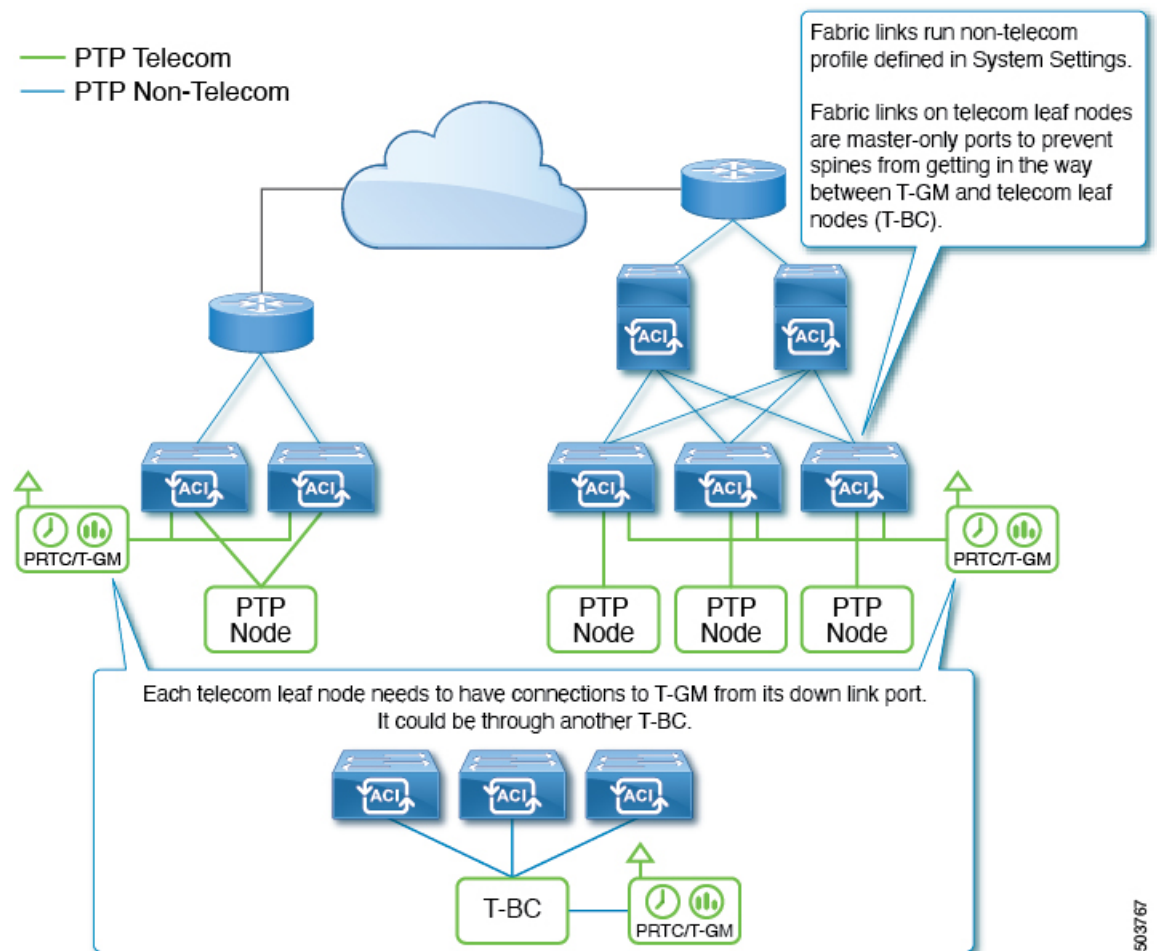 PTP Telecom
PTP Non-Telecom
Fabric links run non-telecom
profile defined in System Settings.
Fabric links on telecom leaf nodes
are master-only ports to prevent
spines from getting in the way
between T-GM and telecom leaf
nodes (T-BC).
ACI
ACI
ACI
ACI
ACI
ACI
ACI
PRTC/T-GM
PRTC/T-GM
PTP
Node
PTP
Node
PTP
Node
PTP
Node
Each telecom leaf node needs to have connections to T-GM from its down link port.
It could be through another T-BC.
ACI
ACI
ACI
T-BC
PRTC/T-GM
503767